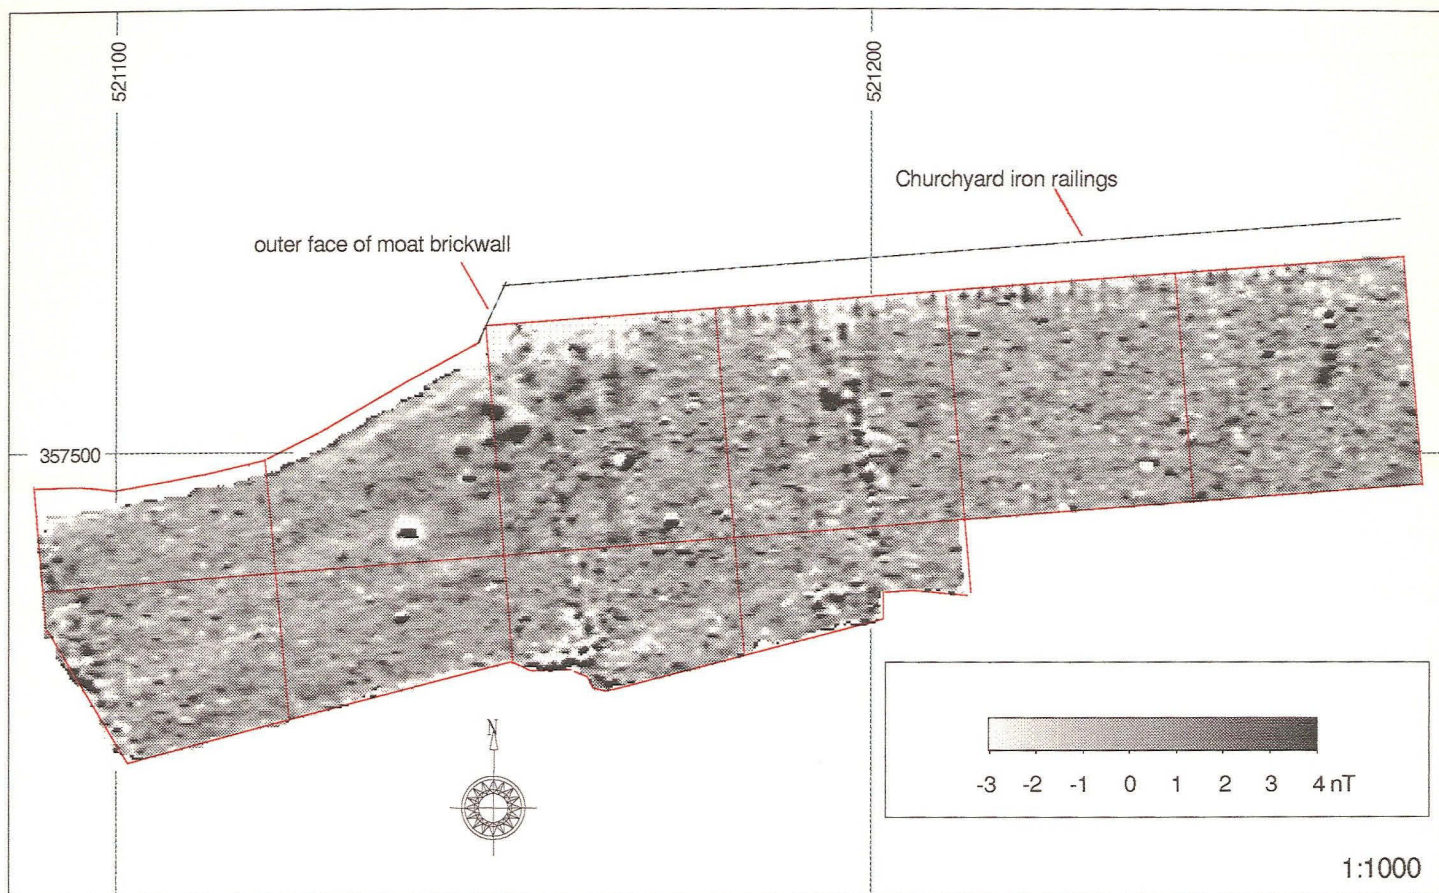 521100
521200
Churchyard iron railings
outer face of moat brickwall
357500
N
-3 -2 -1 0 1 2 3 4 nT
1:1000